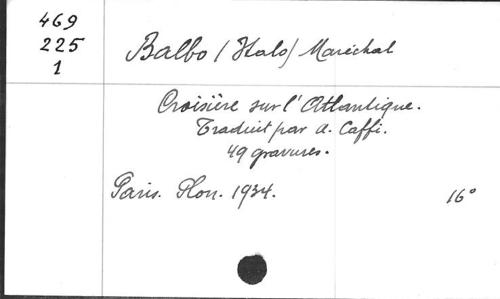 469
225
1
Balbo (Italo) Maréchal
Croisière sur l'Atlantique.
Traduit par A. Caffi.
49 gravures.
Paris. Plon. 1934. 16°